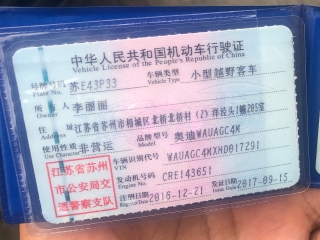 中华人民共和国机动车行驶证
Vehicle License of the People's Republic of China
号牌号码 苏E43P33 车辆类型 小型越野客车
Plate No. Vehicle Type
所有人 李丽丽
Owner
住址 江苏省苏州市相城区北桥北桥村(2)洋泾头1幢205室
使用性质 非营运 品牌型号 奥迪WAUAGC4M
Use Character Model
江苏省苏州市公安局交通警察支队
车辆识别代号 WAUAGC4MXHD017291
VIN
发动机号码 CRE143651
Engine No.
注册日期 2016-12-21 发证日期 2017-09-15
Register Date Issue Date